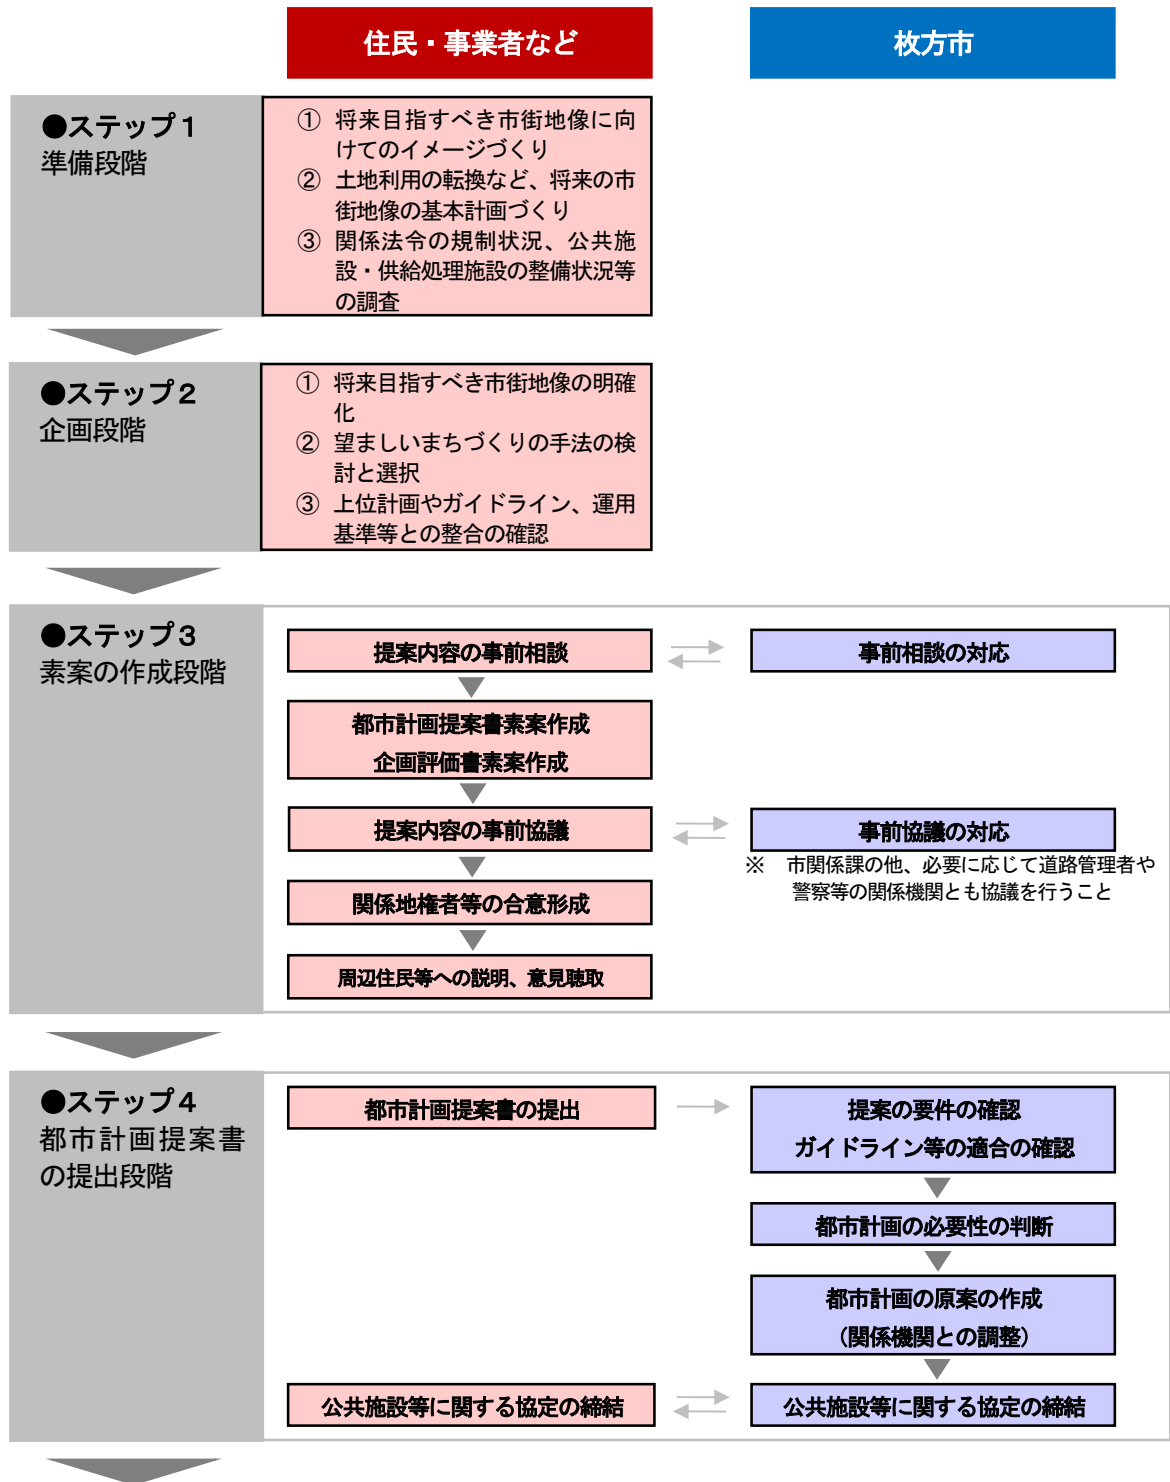 住民・事業者など
枚方市
●ステップ１
準備段階
① 将来目指すべき市街地像に向
けてのイメージづくり
② 土地利用の転換など、将来の市
街地像の基本計画づくり
③ 関係法令の規制状況、公共施
設・供給処理施設の整備状況等
の調査
●ステップ２
企画段階
① 将来目指すべき市街地像の明確
化
② 望ましいまちづくりの手法の検
討と選択
③ 上位計画やガイドライン、運用
基準等との整合の確認
●ステップ３
素案の作成段階
提案内容の事前相談
事前相談の対応
都市計画提案書素案作成
企画評価書素案作成
提案内容の事前協議
事前協議の対応
※ 市関係課の他、必要に応じて道路管理者や
警察等の関係機関とも協議を行うこと
関係地権者等の合意形成
周辺住民等への説明、意見聴取
●ステップ４
都市計画提案書
の提出段階
都市計画提案書の提出
提案の要件の確認
ガイドライン等の適合の確認
都市計画の必要性の判断
都市計画の原案の作成
（関係機関との調整）
公共施設等に関する協定の締結
公共施設等に関する協定の締結